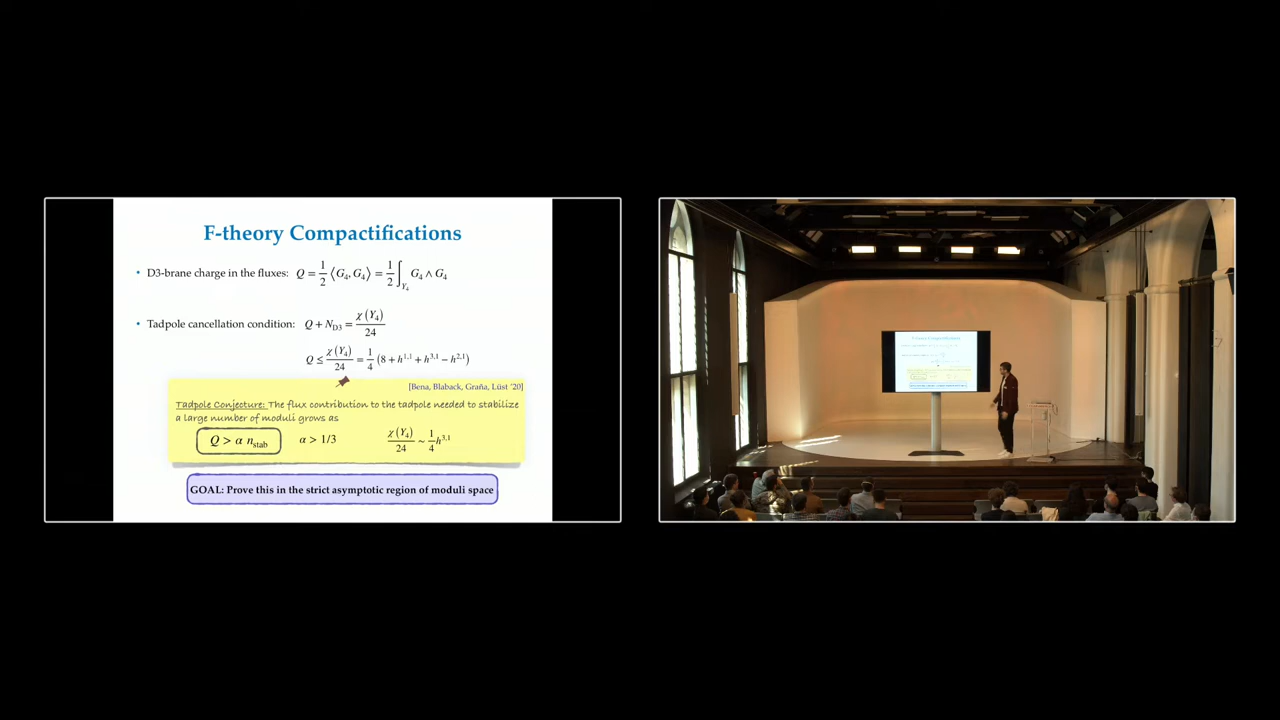 F-theory Compactifications
• D3-brane charge in the fluxes: Q = 1/2 ⟨G₄, G₄⟩ = 1/2 ∫_Y₄ G₄ ∧ G₄
• Tadpole cancellation condition: Q + N_D3 = χ(Y₄)/24
Q ≤ χ(Y₄)/24 = 1/4 (8 + h^1,1 + h^3,1 − h^2,1)
[Bena, Blaback, Graña, Lüst '20]
Tadpole Conjecture: The flux contribution to the tadpole needed to stabilize
a large number of moduli grows as
Q > α n_stab α > 1/3 χ(Y₄)/24 ~ 1/4 h^3,1
GOAL: Prove this in the strict asymptotic region of moduli space